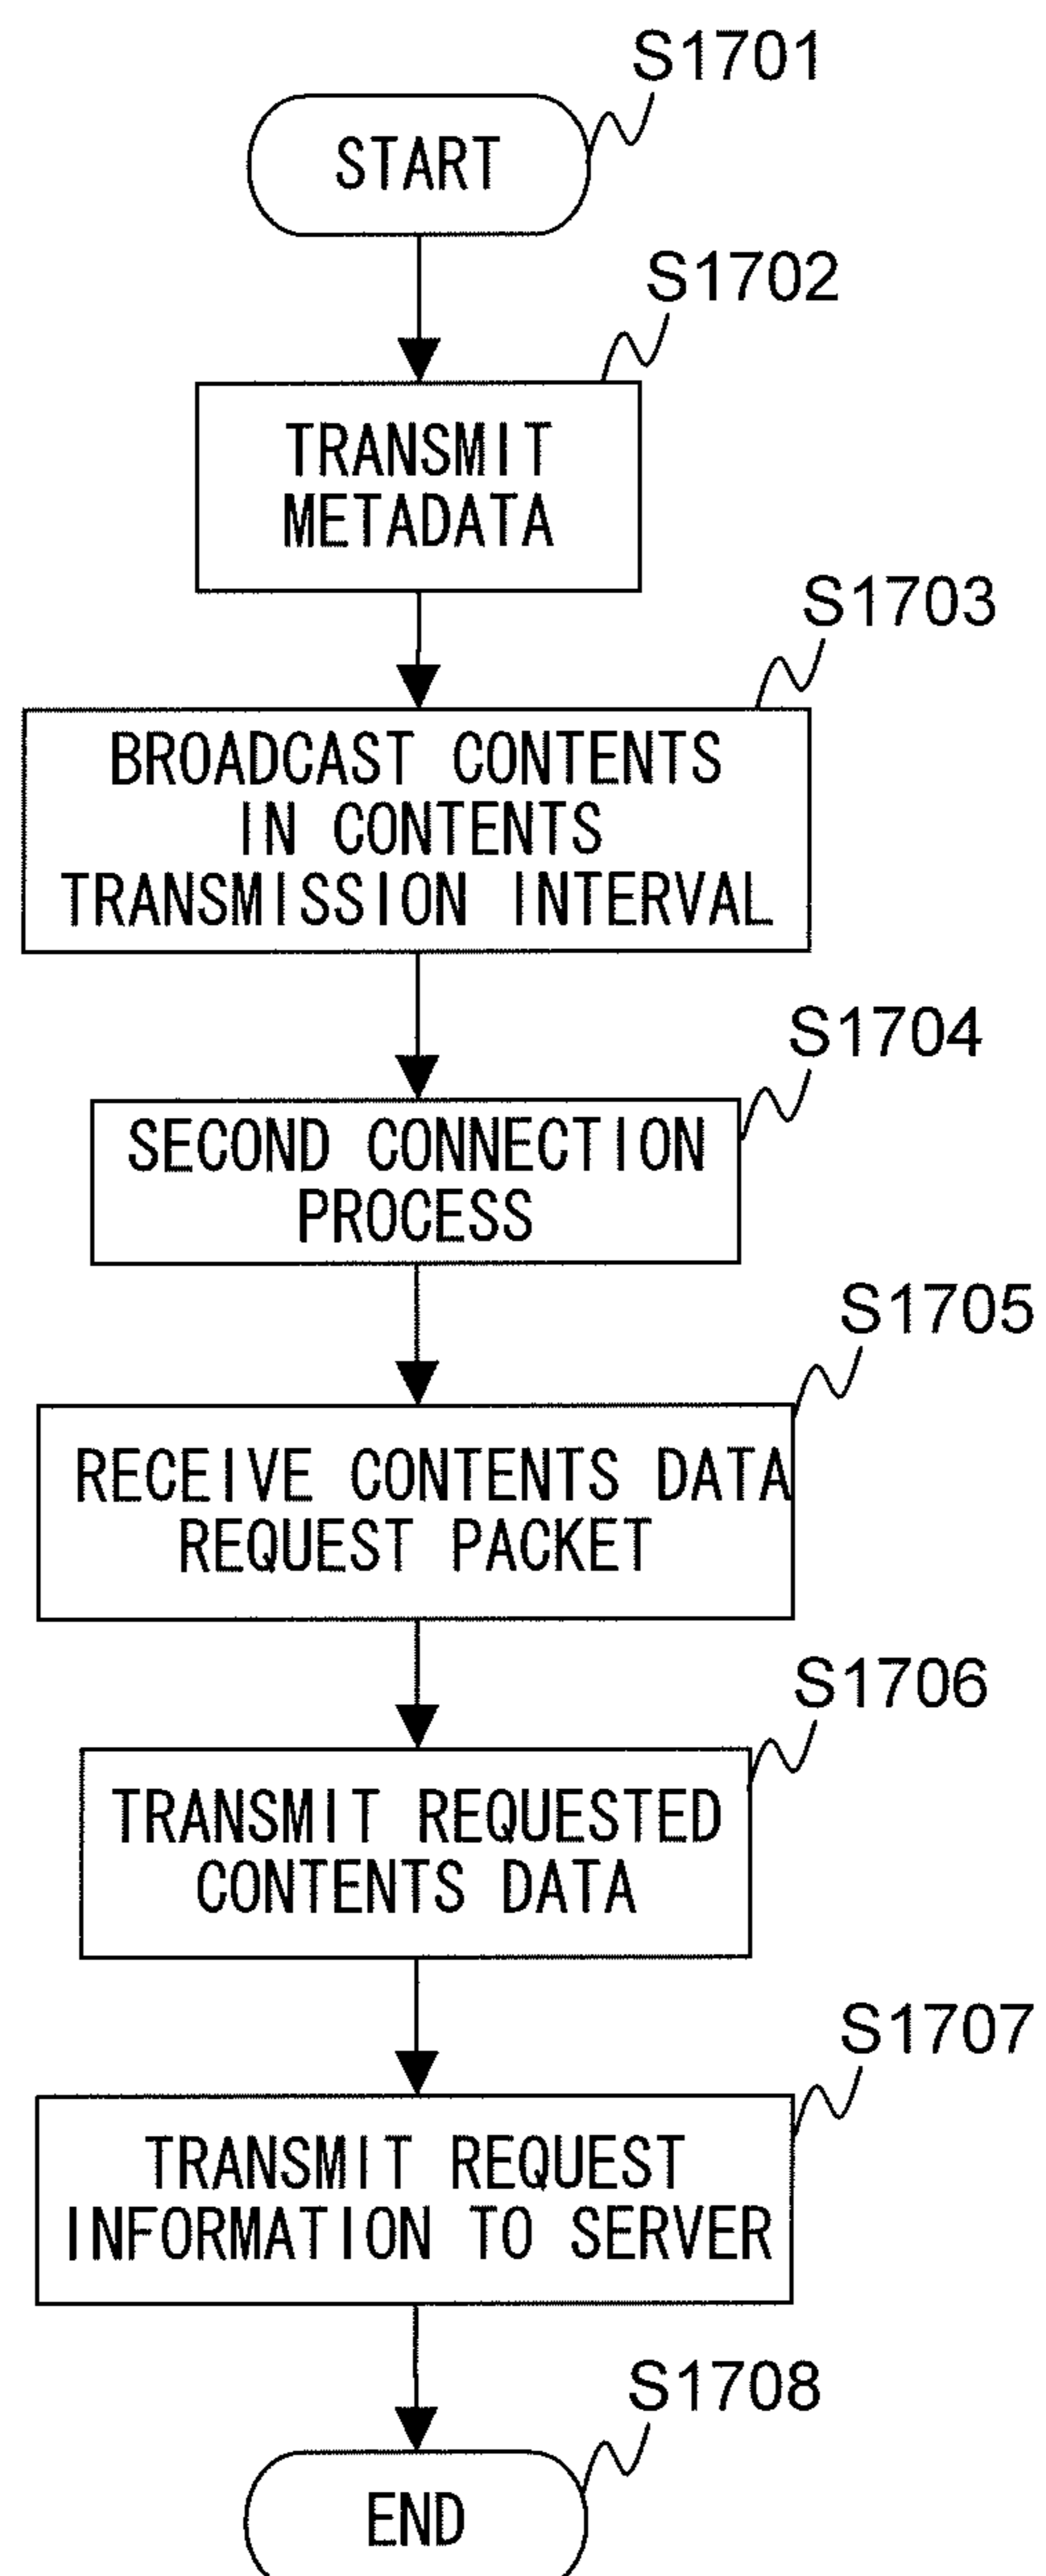 S1701
START
S1702
TRANSMIT
METADATA
S1703
BROADCAST CONTENTS
IN CONTENTS
TRANSMISSION INTERVAL
S1704
SECOND CONNECTION
PROCESS
S1705
RECEIVE CONTENTS DATA
REQUEST PACKET
S1706
TRANSMIT REQUESTED
CONTENTS DATA
S1707
TRANSMIT REQUEST
INFORMATION TO SERVER
S1708
END